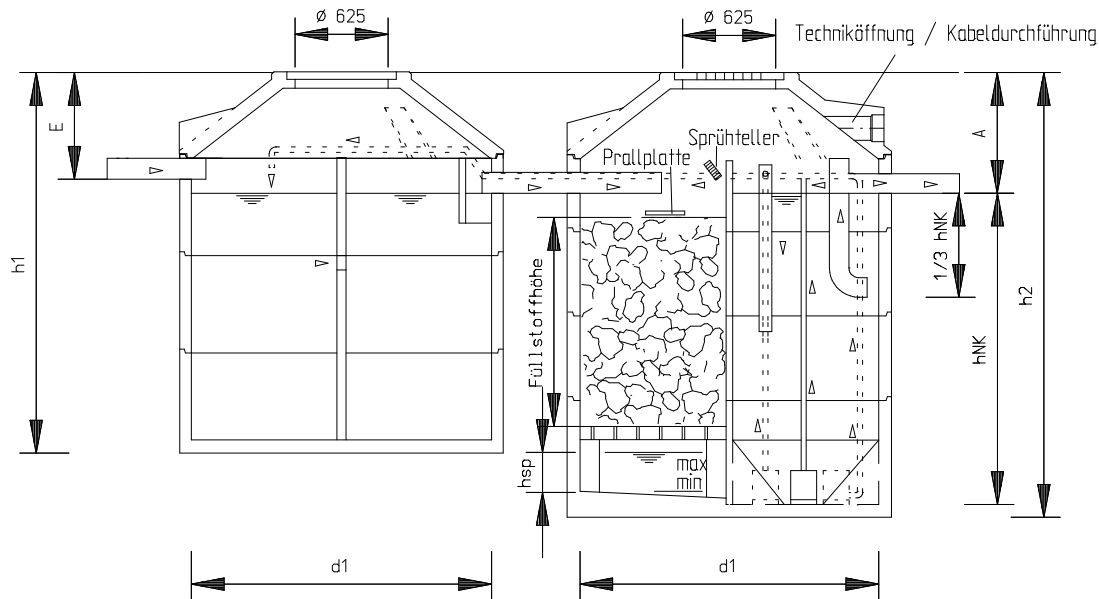 Ø 625
Ø 625
Techniköffnung / Kabeldurchführung
E
A
Sprühteller
Prallplatte
h1
1/3 hNK
h2
Füllstoffhöhe
hNK
hsp
max
min
d1
d1